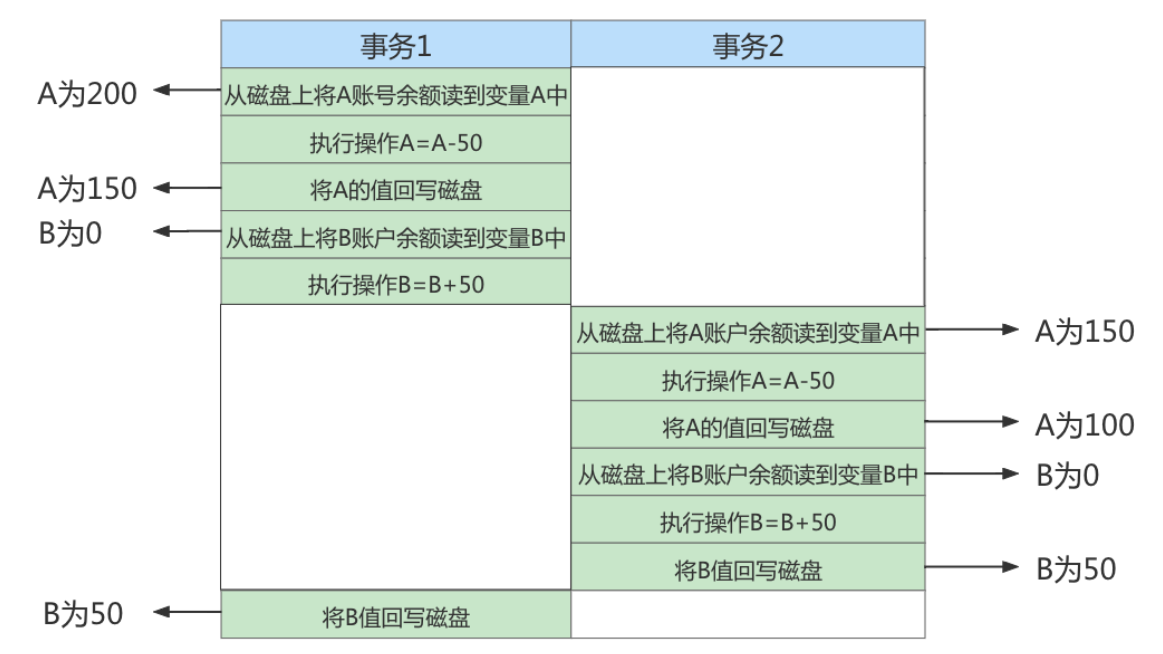 事务1
事务2
A为200
从磁盘上将A账号余额读到变量A中
执行操作A=A-50
A为150
将A的值回写磁盘
B为0
从磁盘上将B账户余额读到变量B中
执行操作B=B+50
从磁盘上将A账户余额读到变量A中
A为150
执行操作A=A-50
将A的值回写磁盘
A为100
从磁盘上将B账户余额读到变量B中
B为0
执行操作B=B+50
将B值回写磁盘
B为50
B为50
将B值回写磁盘